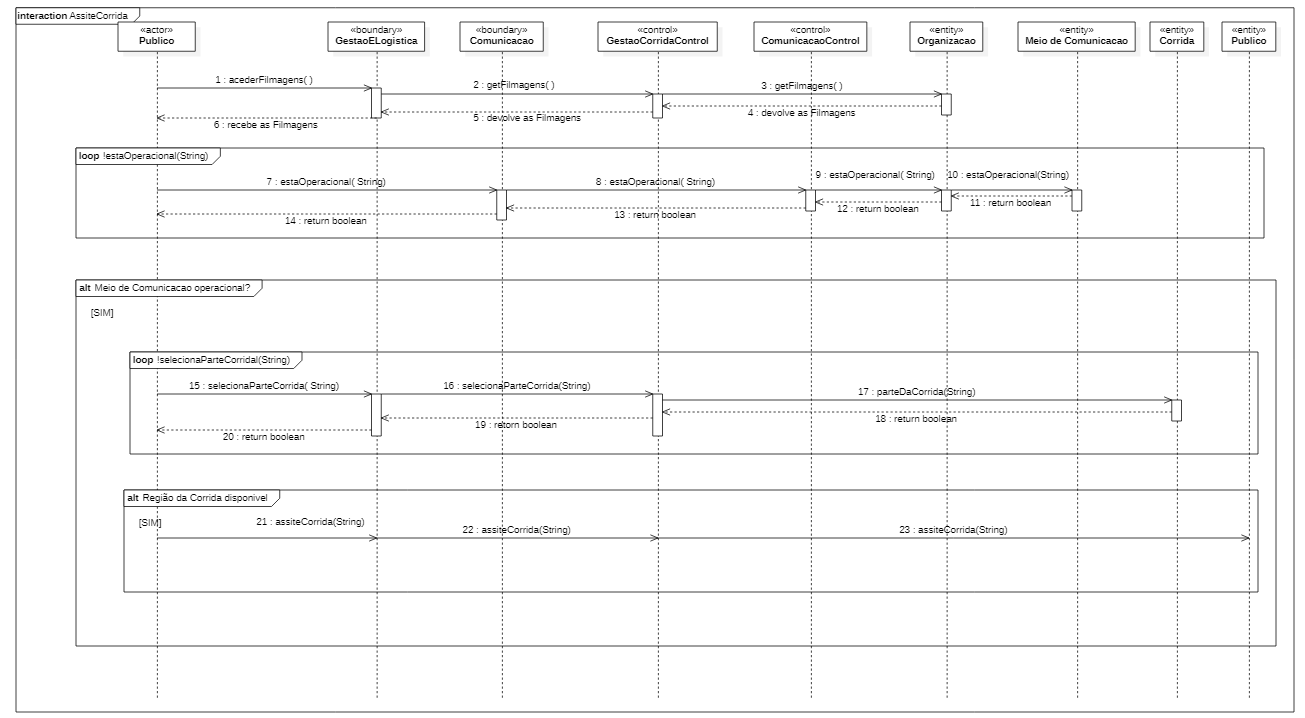 interaction AssiteCorrida
«actor»
Publico
«boundary»
GestaoELogistica
«boundary»
Comunicacao
«control»
GestaoCorridaControl
«control»
ComunicacaoControl
«entity»
Organizacao
«entity»
Meio de Comunicacao
«entity»
Corrida
«entity»
Publico
1 : acederFilmagens( )
2 : getFilmagens( )
3 : getFilmagens( )
4 : devolve as Filmagens
5 : devolve as Filmagens
6 : recebe as Filmagens
loop !estaOperacional(String)
7 : estaOperacional( String)
8 : estaOperacional( String)
9 : estaOperacional( String)
10 : estaOperacional(String)
11 : return boolean
12 : return boolean
13 : return boolean
14 : return boolean
alt Meio de Comunicacao operacional?
[SIM]
loop !selecionaParteCorridal(String)
15 : selecionaParteCorrida( String)
16 : selecionaParteCorrida(String)
17 : parteDaCorrida(String)
18 : return boolean
19 : retorn boolean
20 : return boolean
alt Região da Corrida disponivel
[SIM]
21 : assiteCorrida(String)
22 : assiteCorrida(String)
23 : assiteCorrida(String)